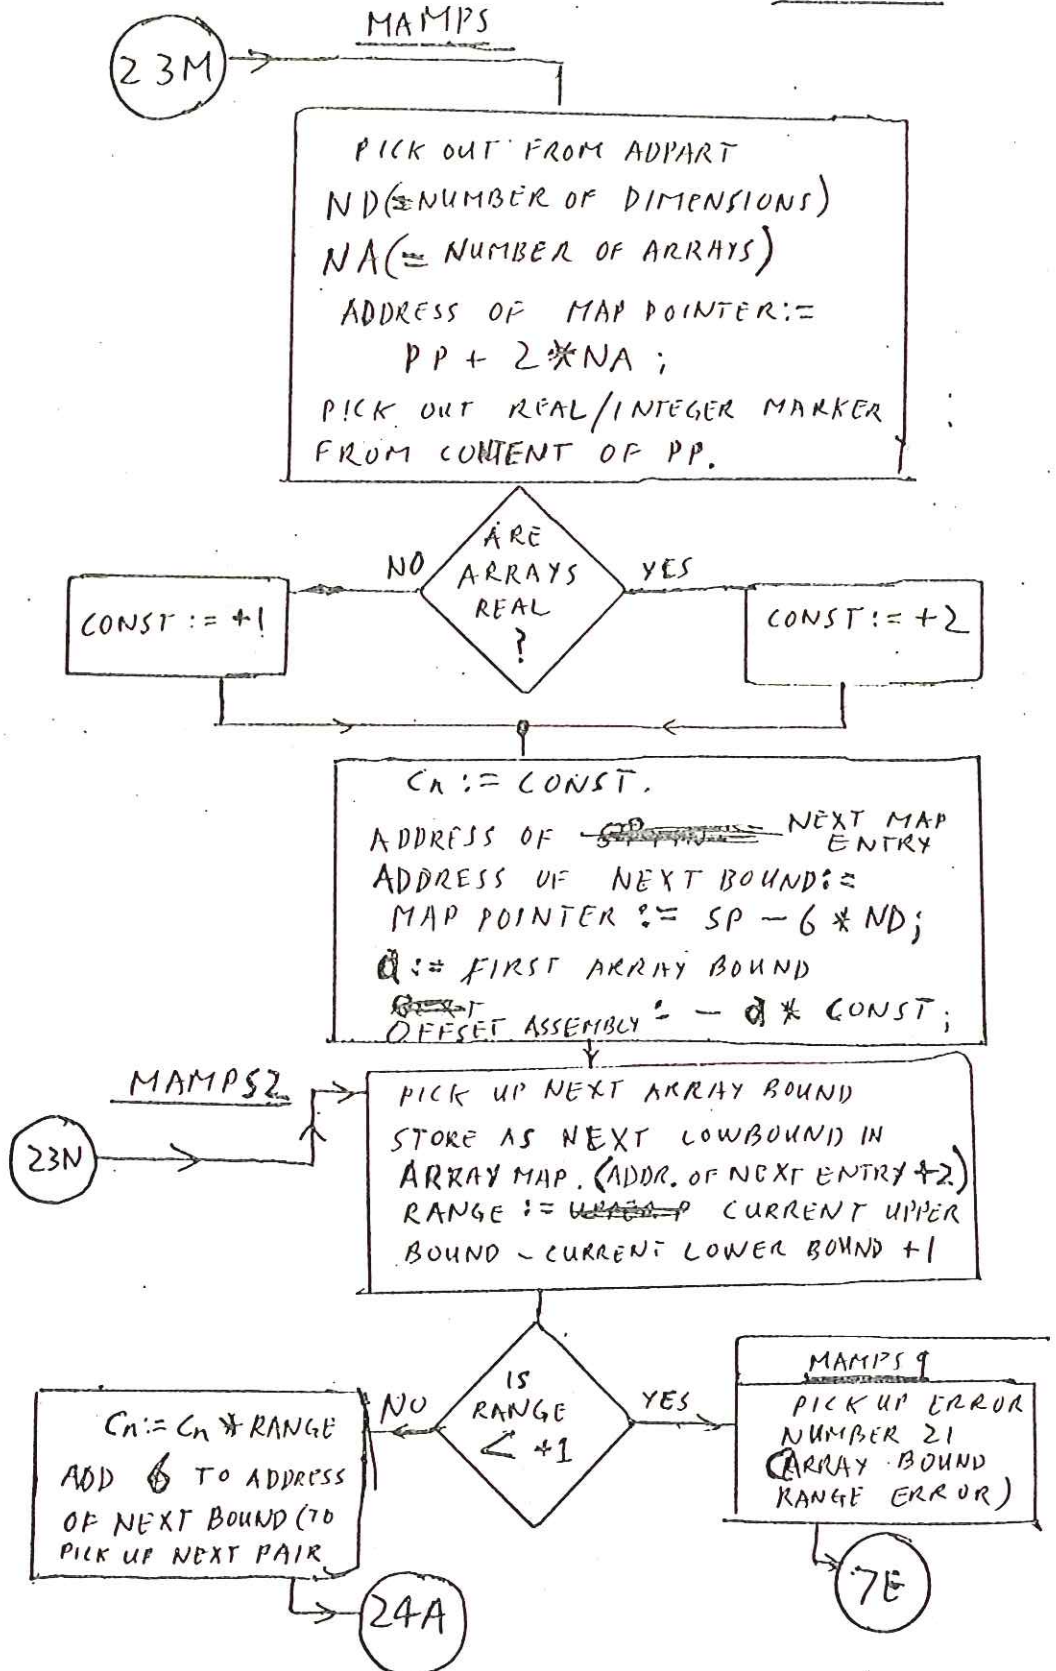 MAMPS
23M
PICK OUT FROM ADPART
ND(=NUMBER OF DIMENSIONS)
NA(= NUMBER OF ARRAYS)
ADDRESS OF MAP POINTER:=
PP + 2*NA ;
PICK OUT REAL/INTEGER MARKER
FROM CONTENT OF PP.
ARE
ARRAYS
REAL
?
NO
YES
CONST := +1
CONST := +2
Cn := CONST.
ADDRESS OF NEXT MAP
ENTRY
ADDRESS OF NEXT BOUND:=
MAP POINTER := SP - 6 * ND;
d := FIRST ARRAY BOUND
OFFSET ASSEMBLY := - d * CONST;
MAMPS2
23N
PICK UP NEXT ARRAY BOUND
STORE AS NEXT LOWBOUND IN
ARRAY MAP. (ADDR. OF NEXT ENTRY +2)
RANGE := CURRENT UPPER
BOUND - CURRENT LOWER BOUND +1
IS
RANGE
< +1
NO
YES
Cn := Cn * RANGE
ADD 6 TO ADDRESS
OF NEXT BOUND (TO
PICK UP NEXT PAIR
24A
MAMPS9
PICK UP ERROR
NUMBER 21
(ARRAY BOUND
RANGE ERROR)
7E